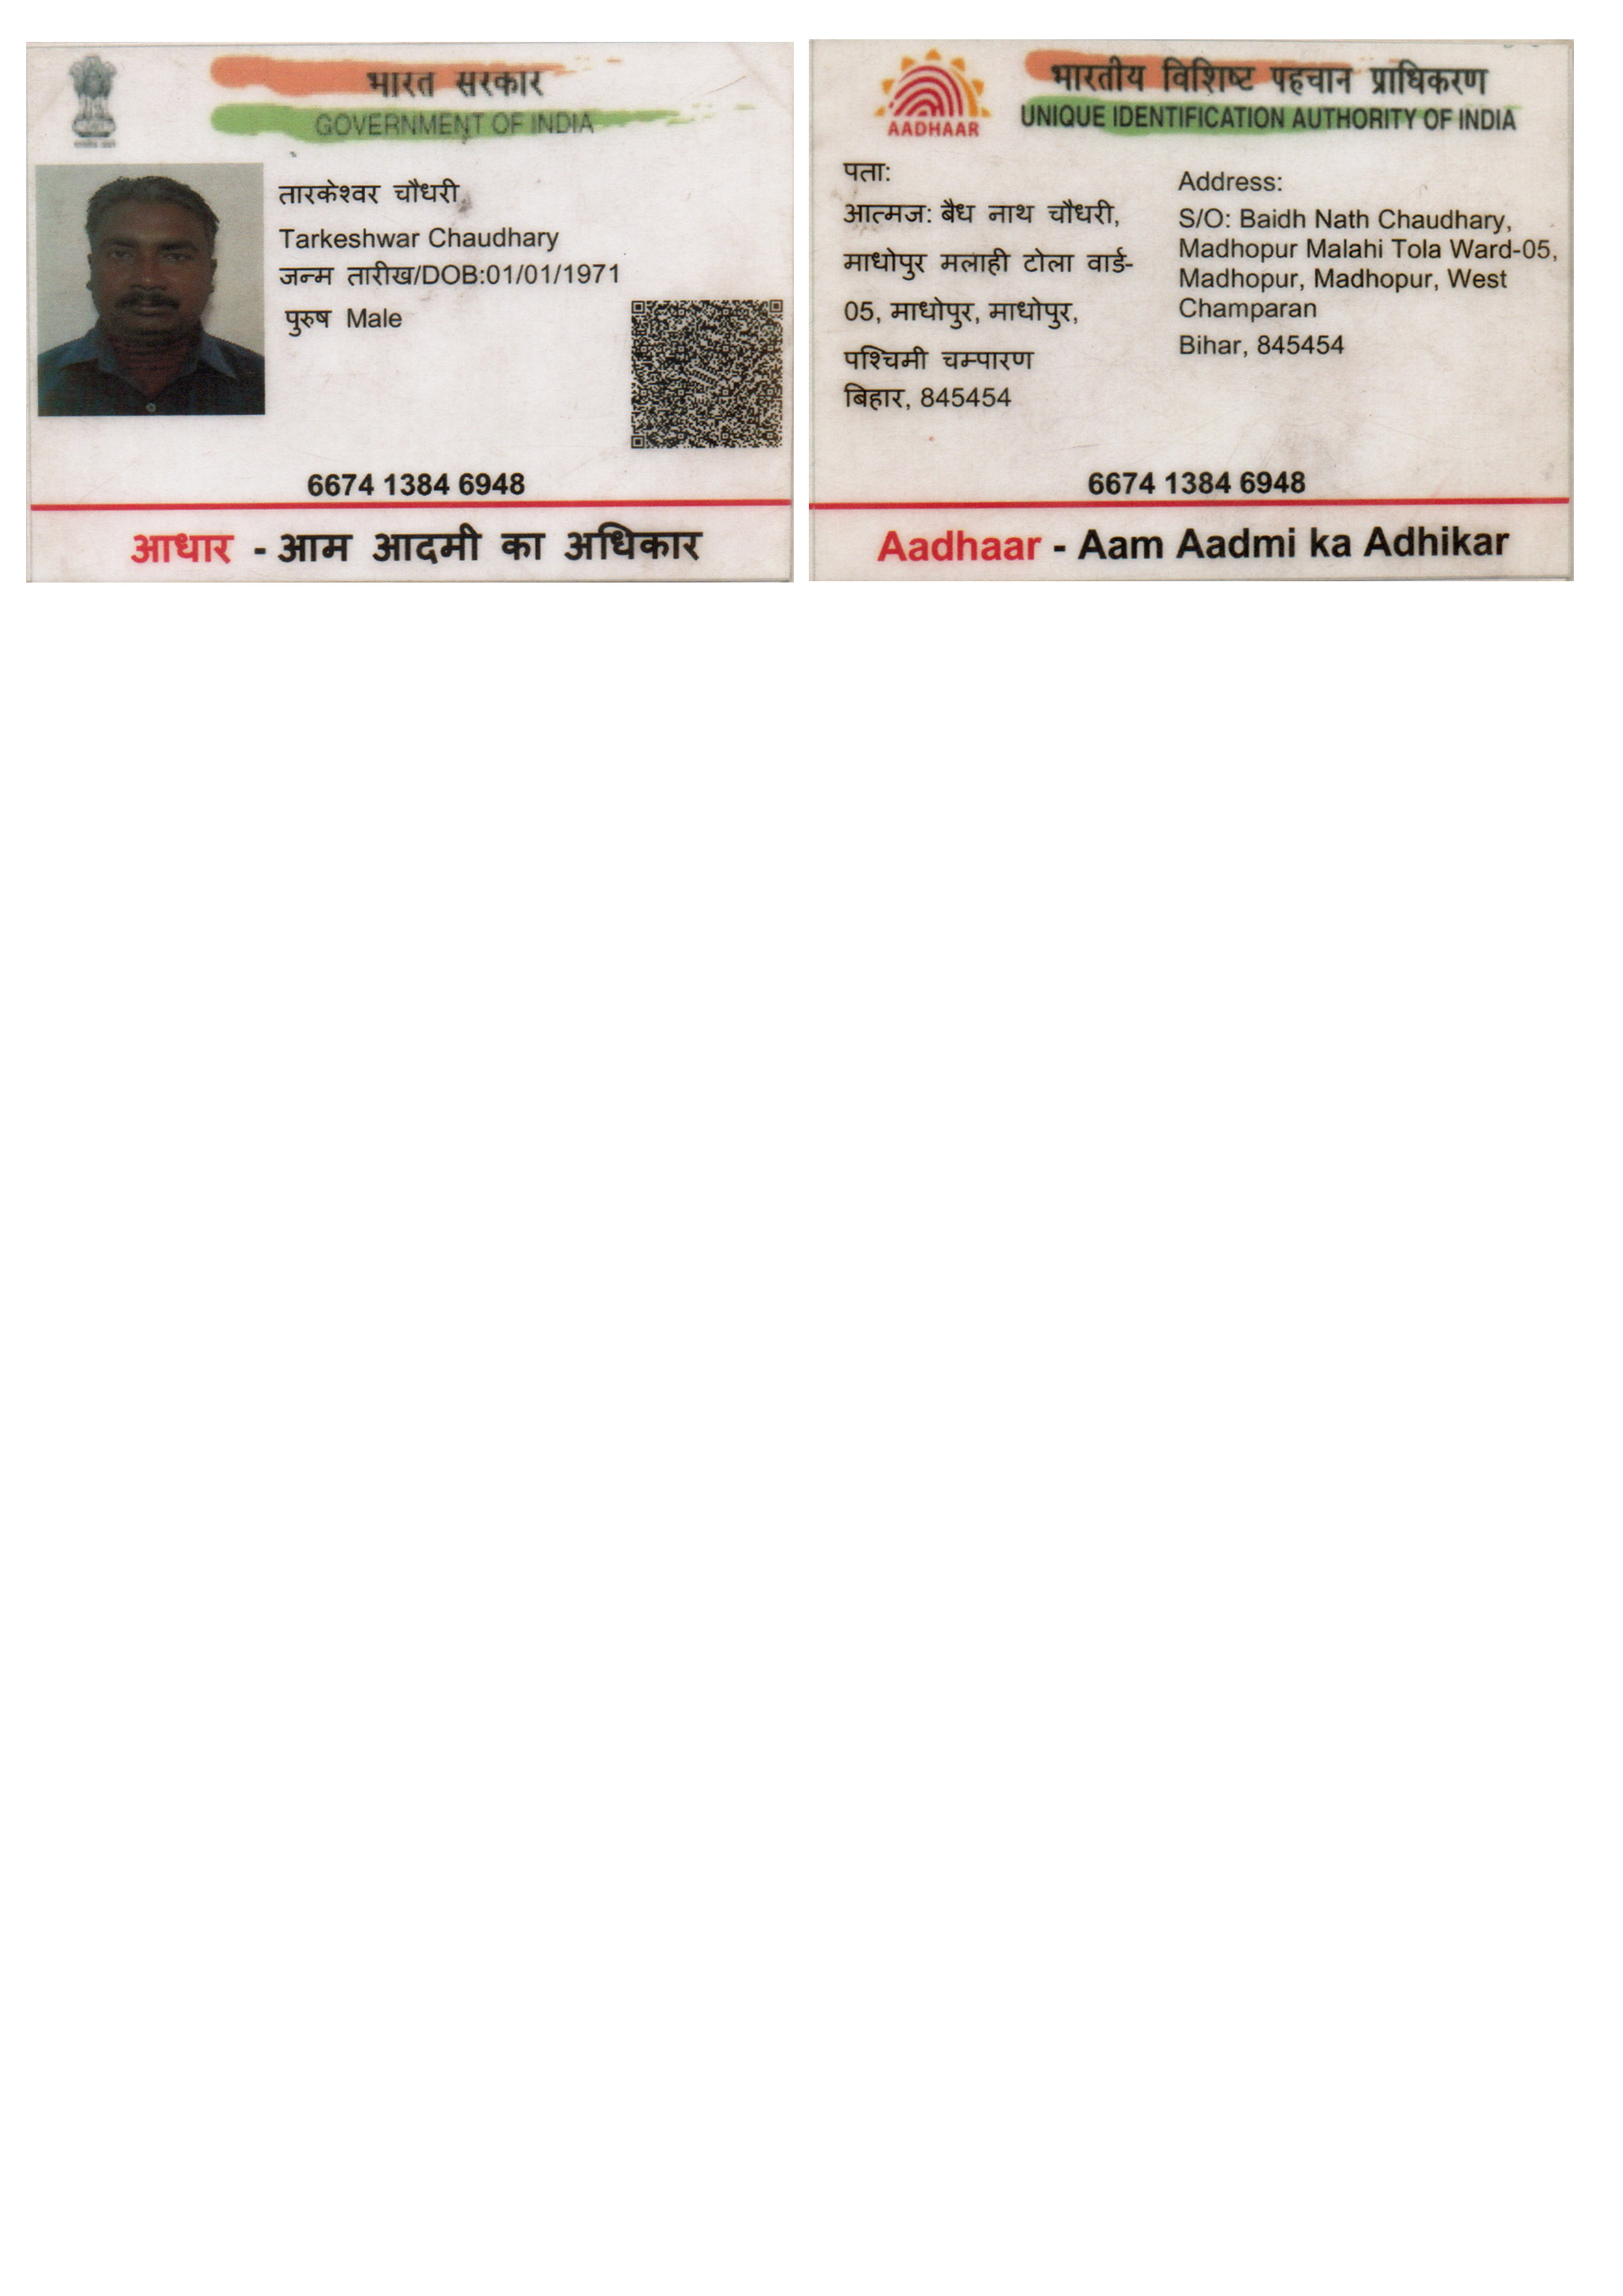 भारत सरकार
GOVERNMENT OF INDIA
तारकेश्वर चौधरी
Tarkeshwar Chaudhary
जन्म तारीख/DOB:01/01/1971
पुरुष Male
6674 1384 6948
आधार - आम आदमी का अधिकार
भारतीय विशिष्ट पहचान प्राधिकरण
UNIQUE IDENTIFICATION AUTHORITY OF INDIA
AADHAAR
पता:
आत्मज: बैध नाथ चौधरी,
माधोपुर मलाही टोला वार्ड-
05, माधोपुर, माधोपुर,
पश्चिमी चम्पारण
बिहार, 845454
Address:
S/O: Baidh Nath Chaudhary,
Madhopur Malahi Tola Ward-05,
Madhopur, Madhopur, West
Champaran
Bihar, 845454
6674 1384 6948
Aadhaar - Aam Aadmi ka Adhikar